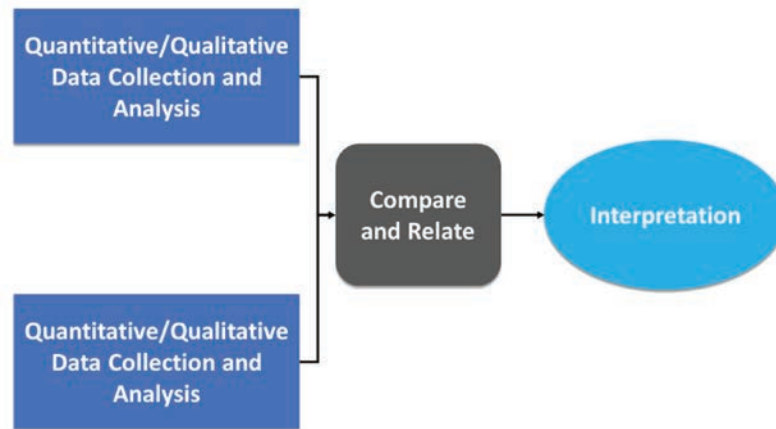 Quantitative/Qualitative
Data Collection and
Analysis
Compare
and Relate
Interpretation
Quantitative/Qualitative
Data Collection and
Analysis